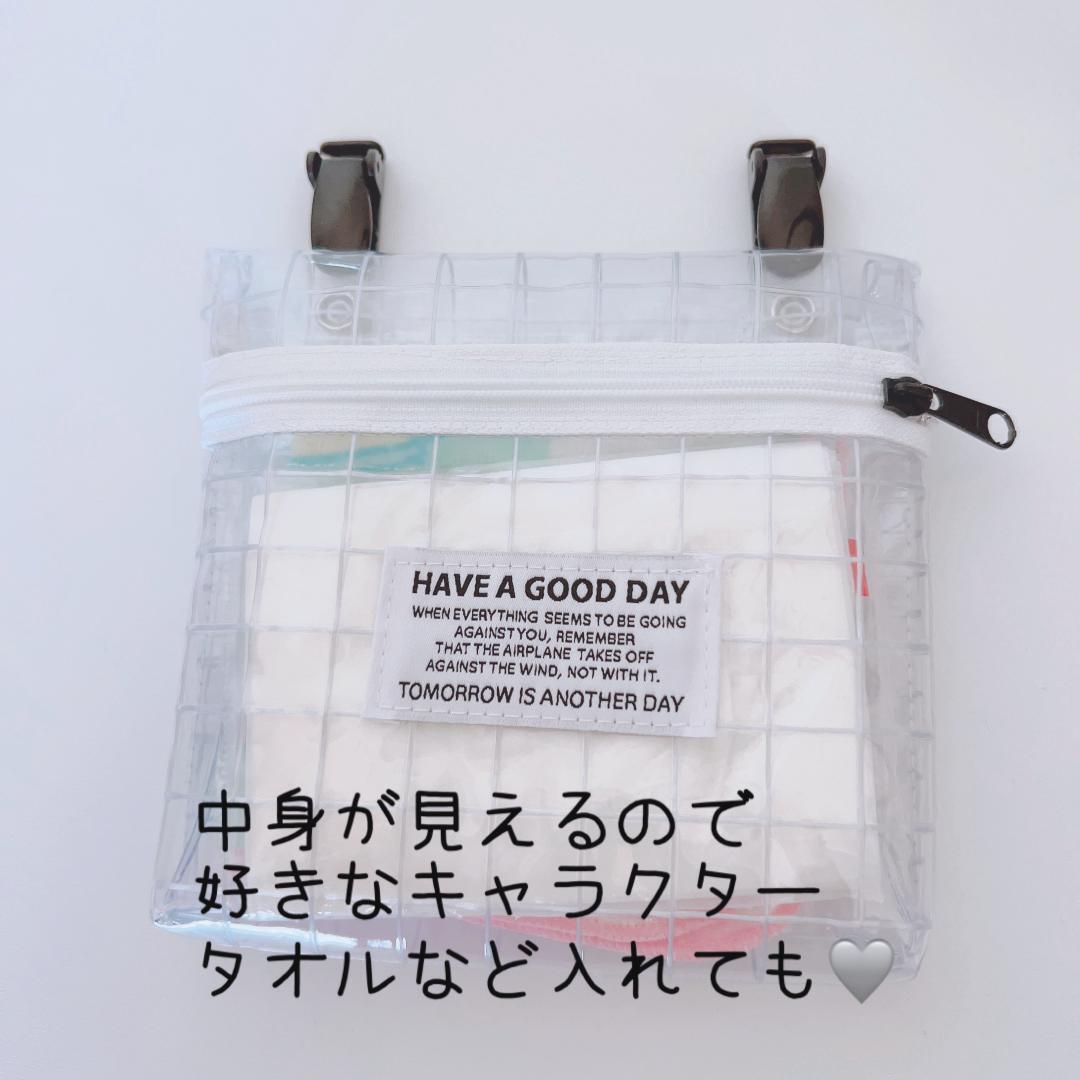 HAVE A GOOD DAY
WHEN EVERYTHING SEEMS TO BE GOING
AGAINST YOU, REMEMBER
THAT THE AIRPLANE TAKES OFF
AGAINST THE WIND, NOT WITH IT.
TOMORROW IS ANOTHER DAY
中身が見えるので
好きなキャラクター
タオルなど入れても🤍